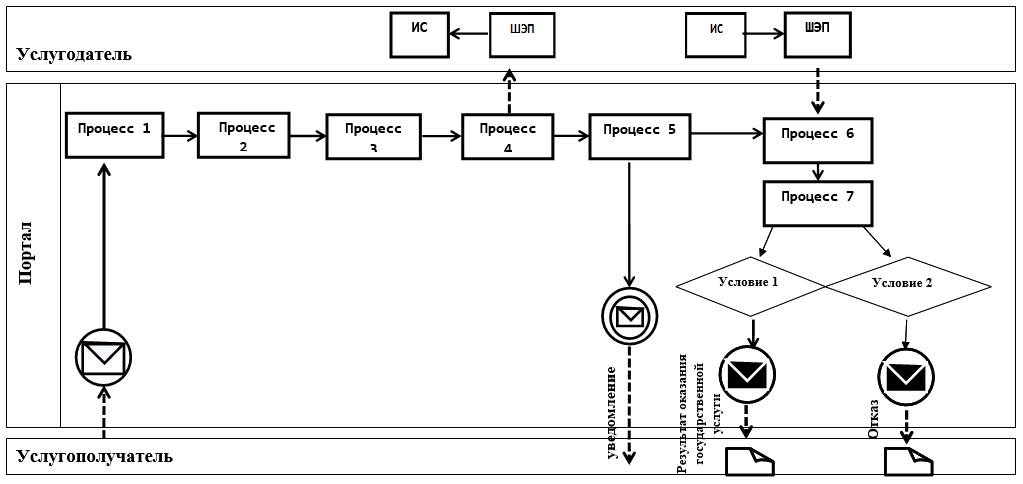 ИС
ШЭП
ИС
ШЭП
Услугодатель
Процесс 1
Процесс
2
Процесс
3
Процесс
4
Процесс 5
Процесс 6
Процесс 7
Портал
Условие 1
Условие 2
уведомление
Результат оказания
государственной
услуги
Отказ
Услугополучатель